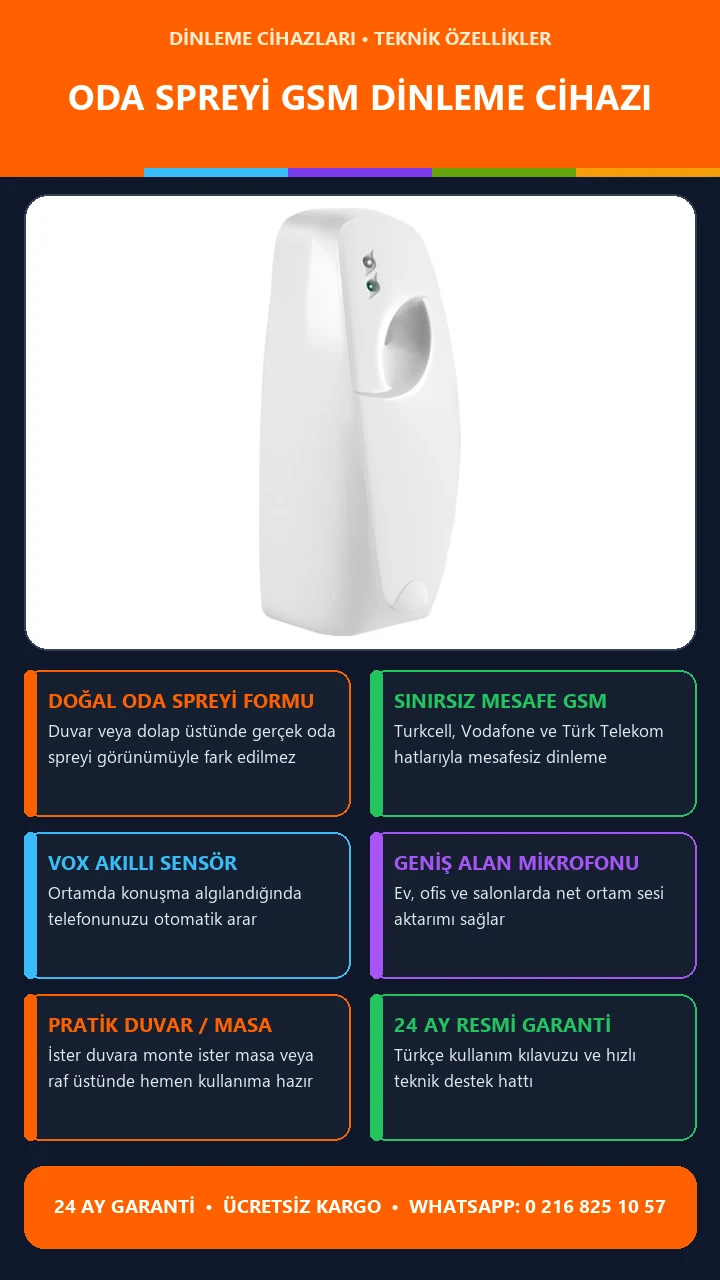 DİNLEME CİHAZLARI • TEKNİK ÖZELLİKLER
ODA SPREYİ GSM DİNLEME CİHAZI
DOĞAL ODA SPREYİ FORMU
Duvar veya dolap üstünde gerçek oda
spreyi görünümüyle fark edilmez
SINIRSIZ MESAFE GSM
Turkcell, Vodafone ve Türk Telekom
hatlarıyla mesafesiz dinleme
VOX AKILLI SENSÖR
Ortamda konuşma algılandığında
telefonunuzu otomatik arar
GENİŞ ALAN MİKROFONU
Ev, ofis ve salonlarda net ortam sesi
aktarımı sağlar
PRATİK DUVAR / MASA
İster duvara monte ister masa veya
raf üstünde hemen kullanıma hazır
24 AY RESMİ GARANTİ
Türkçe kullanım kılavuzu ve hızlı
teknik destek hattı
24 AY GARANTİ • ÜCRETSİZ KARGO • WHATSAPP: 0 216 825 10 57